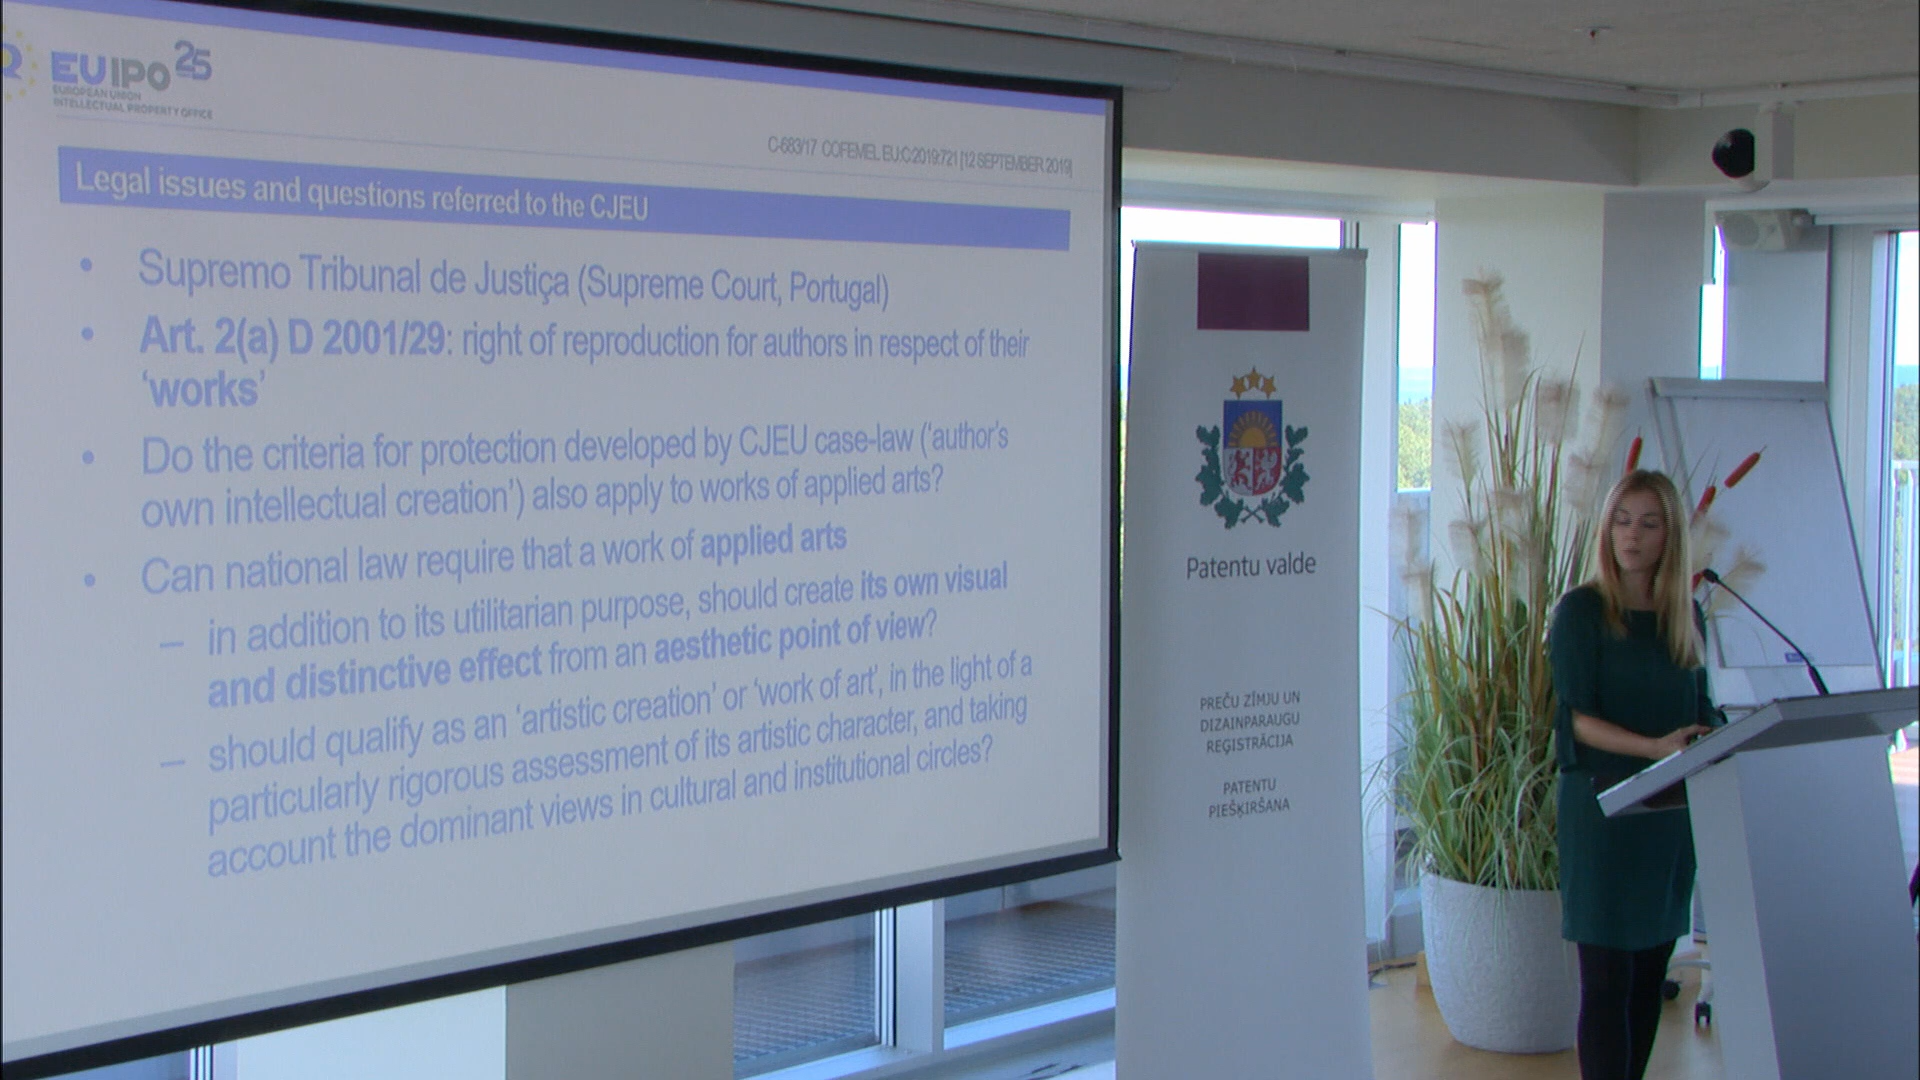 EUIPO 25
EUROPEAN UNION
INTELLECTUAL PROPERTY OFFICE
C-683/17 COFEMEL EU:C:2019:721 [12 SEPTEMBER 2019]
Legal issues and questions referred to the CJEU
• Supremo Tribunal de Justiça (Supreme Court, Portugal)
• Art. 2(a) D 2001/29: right of reproduction for authors in respect of their
‘works’
• Do the criteria for protection developed by CJEU case-law (‘author’s
own intellectual creation’) also apply to works of applied arts?
• Can national law require that a work of applied arts
– in addition to its utilitarian purpose, should create its own visual
and distinctive effect from an aesthetic point of view?
– should qualify as an ‘artistic creation’ or ‘work of art’, in the light of a
particularly rigorous assessment of its artistic character, and taking
account the dominant views in cultural and institutional circles?
Patentu valde
PREČU ZĪMJU UN
DIZAINPARAUGU
REĢISTRĀCIJA
PATENTU
PIEŠĶIRŠANA